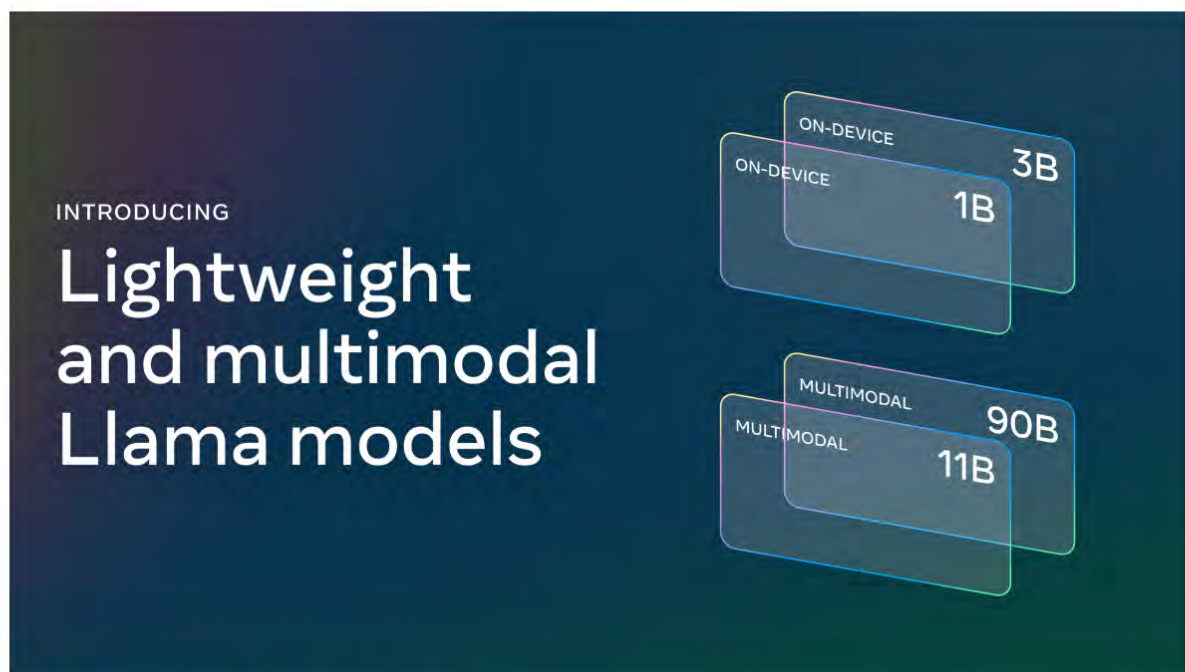 INTRODUCING
Lightweight
and multimodal
Llama models
ON-DEVICE
3B
ON-DEVICE
1B
MULTIMODAL
90B
MULTIMODAL
11B